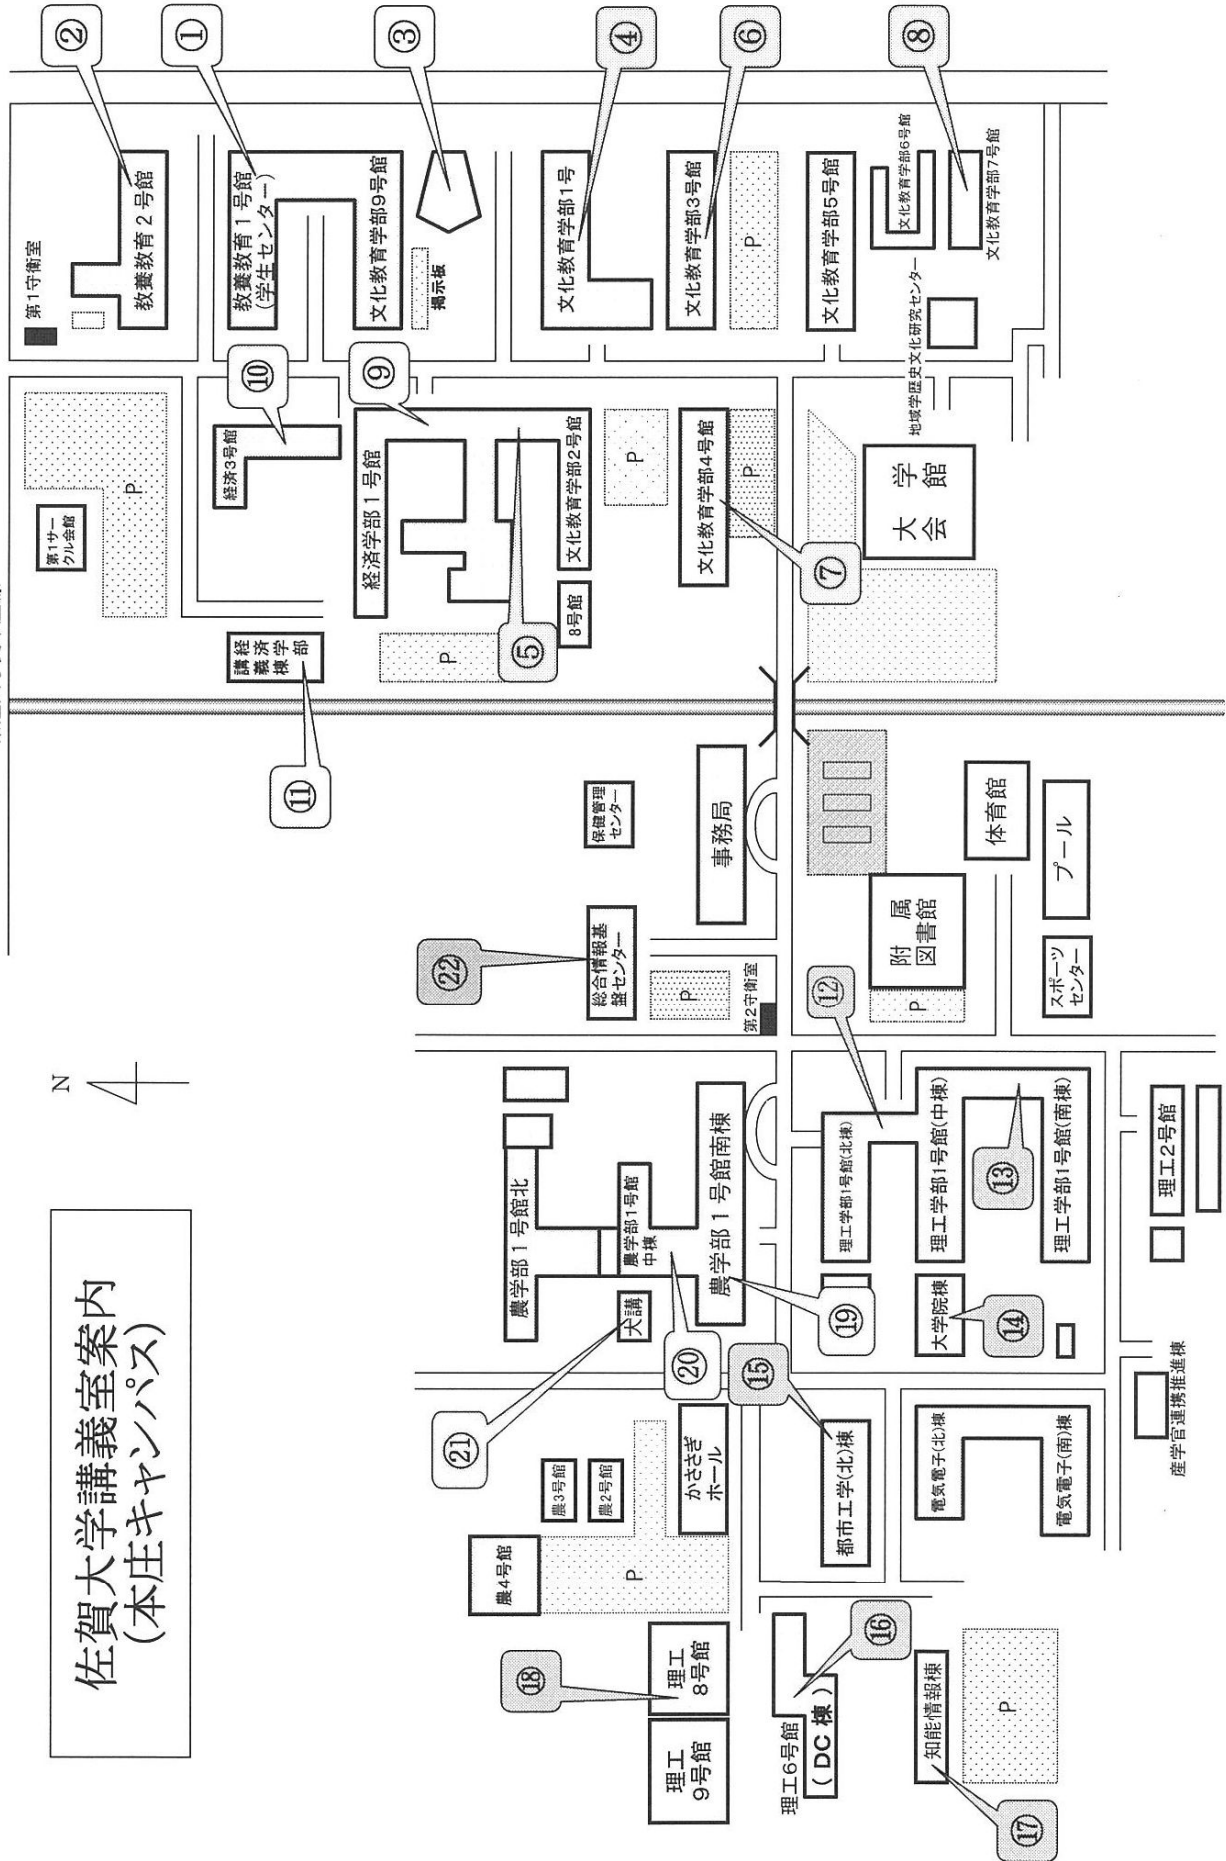 佐賀大学講義室案内
(本庄キャンパス)
N
②
①
③
④
⑥
⑧
第1守衛室
教養教育2号館
教養教育1号館
(学生センター)
文化教育学部9号館
掲示板
文化教育学部1号
文化教育学部3号館
P
文化教育学部5号館
文化教育学部6号館
文化教育学部7号館
地域学歴史文化研究センター
⑩
⑨
P
第1サー
クル会館
経済3号館
経済学部1号館
文化教育学部2号館
8号館
P
文化教育学部4号館
P
⑦
大学
会館
経済学部
講義棟
P
⑤
⑪
保健管理
センター
事務局
体育館
プール
㉒
総合情報基
盤センター
P
第2守衛室
⑫
附属
図書館
P
スポーツ
センター
農学部1号館北
農学部1号館
中棟
農学部1号館南棟
大講
㉑
⑳
⑲
理工学部1号館(北棟)
理工学部1号館(中棟)
理工学部1号館(南棟)
⑬
大学院棟
⑭
理工2号館
⑮
農3号館
農2号館
かささぎ
ホール
農4号館
P
都市工学(北)棟
電気電子(北)棟
電気電子(南)棟
産学官連携推進棟
⑱
理工
8号館
理工
9号館
理工6号館
(DC棟)
⑯
知能情報棟
⑰
P